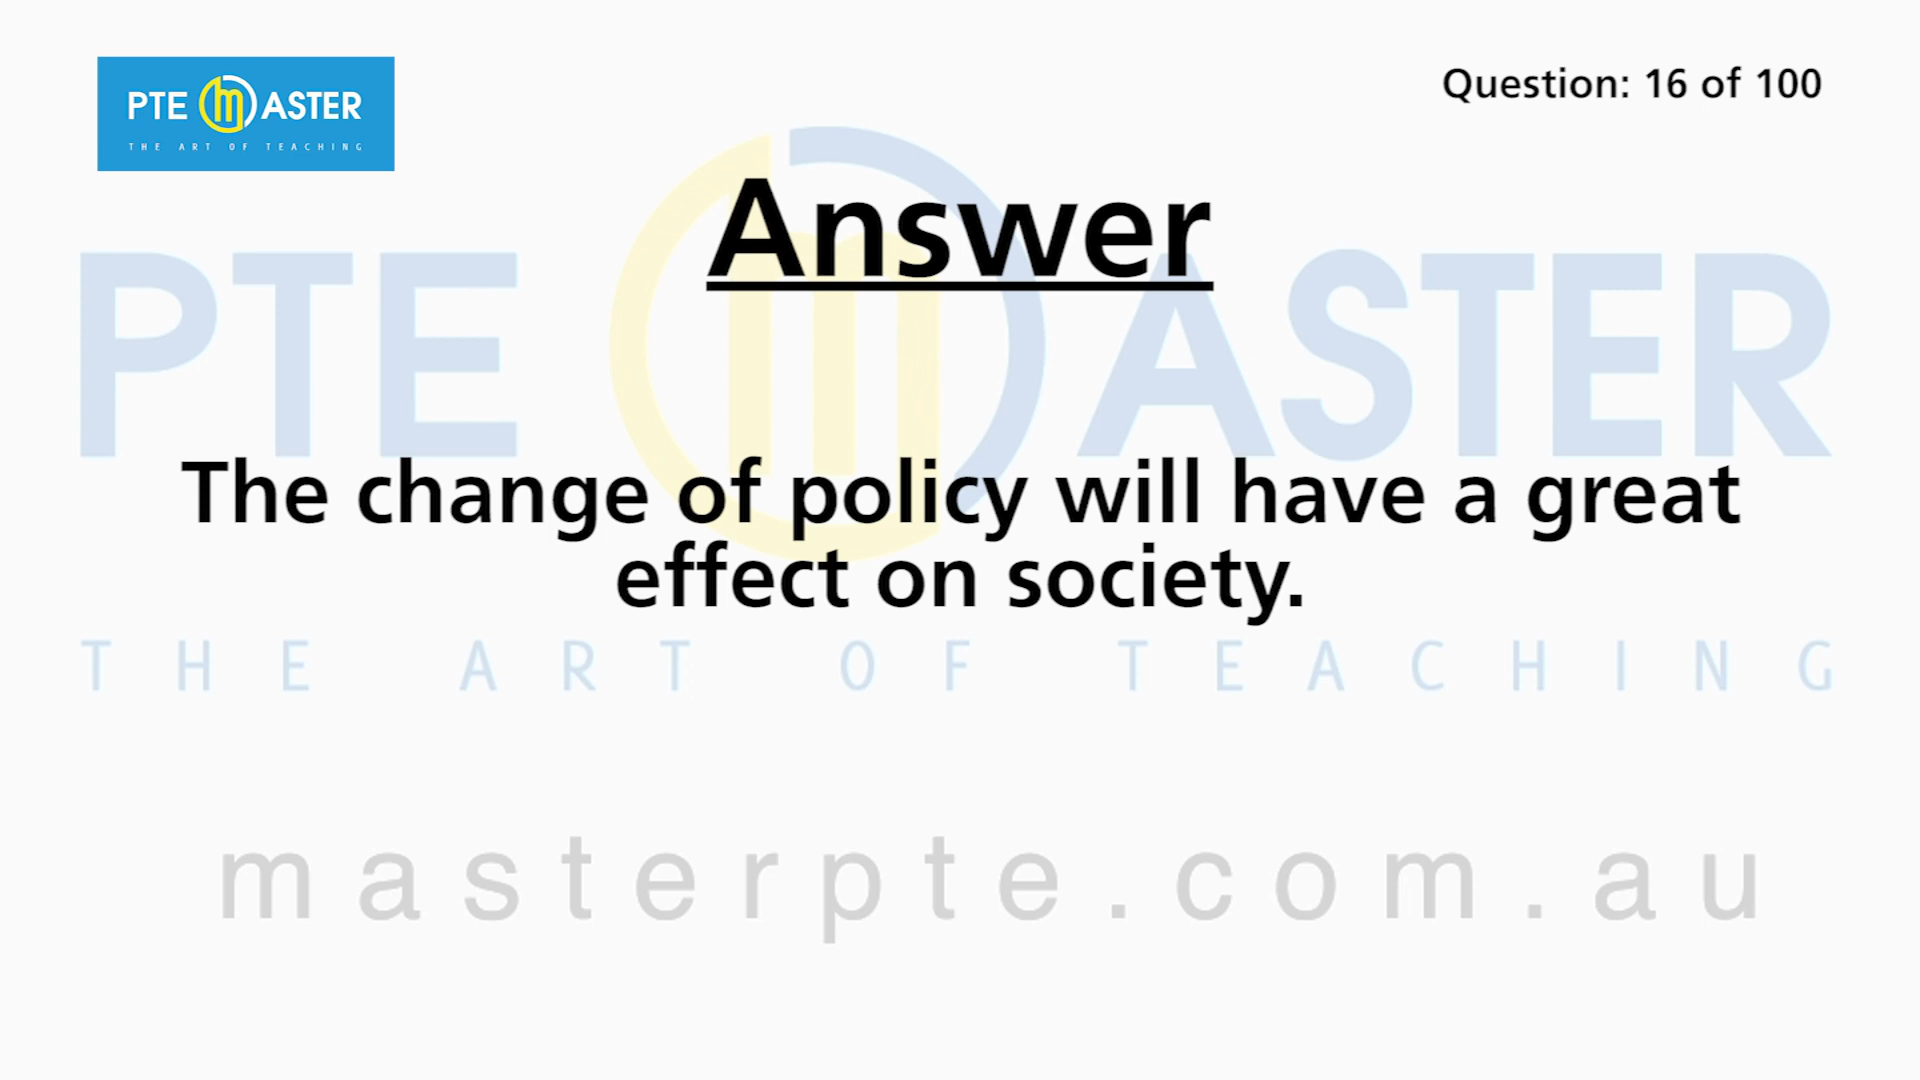 PTE MASTER
THE ART OF TEACHING
Question: 16 of 100
Answer
PTE MASTER
The change of policy will have a great
effect on society.
THE ART OF TEACHING
masterpte.com.au